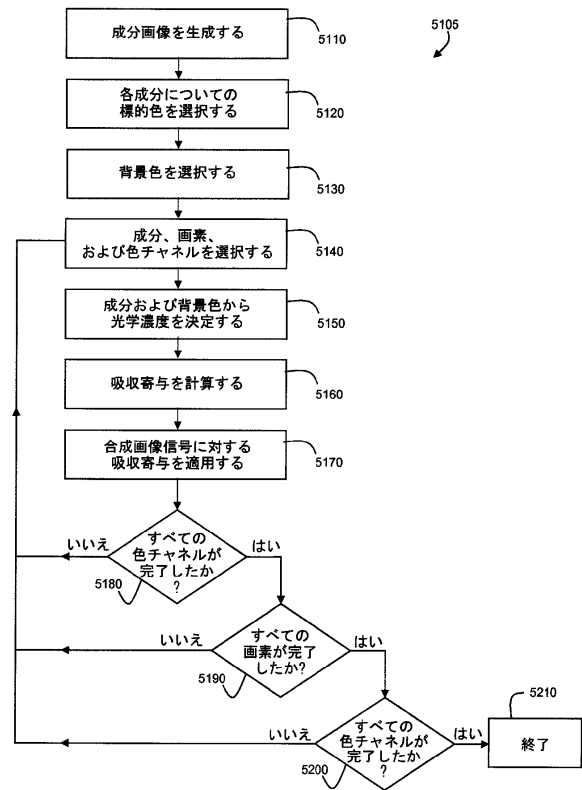 成分画像を生成する
5110
5105
各成分についての
標的色を選択する
5120
背景色を選択する
5130
成分、画素、
および色チャネルを選択する
5140
成分および背景色から
光学濃度を決定する
5150
吸収寄与を計算する
5160
合成画像信号に対する
吸収寄与を適用する
5170
いいえ
すべての
色チャネルが
完了したか
?
はい
5180
いいえ
すべての
画素が完了
したか?
はい
5190
いいえ
すべての
色チャネルが
完了したか
?
はい
5200
5210
終了